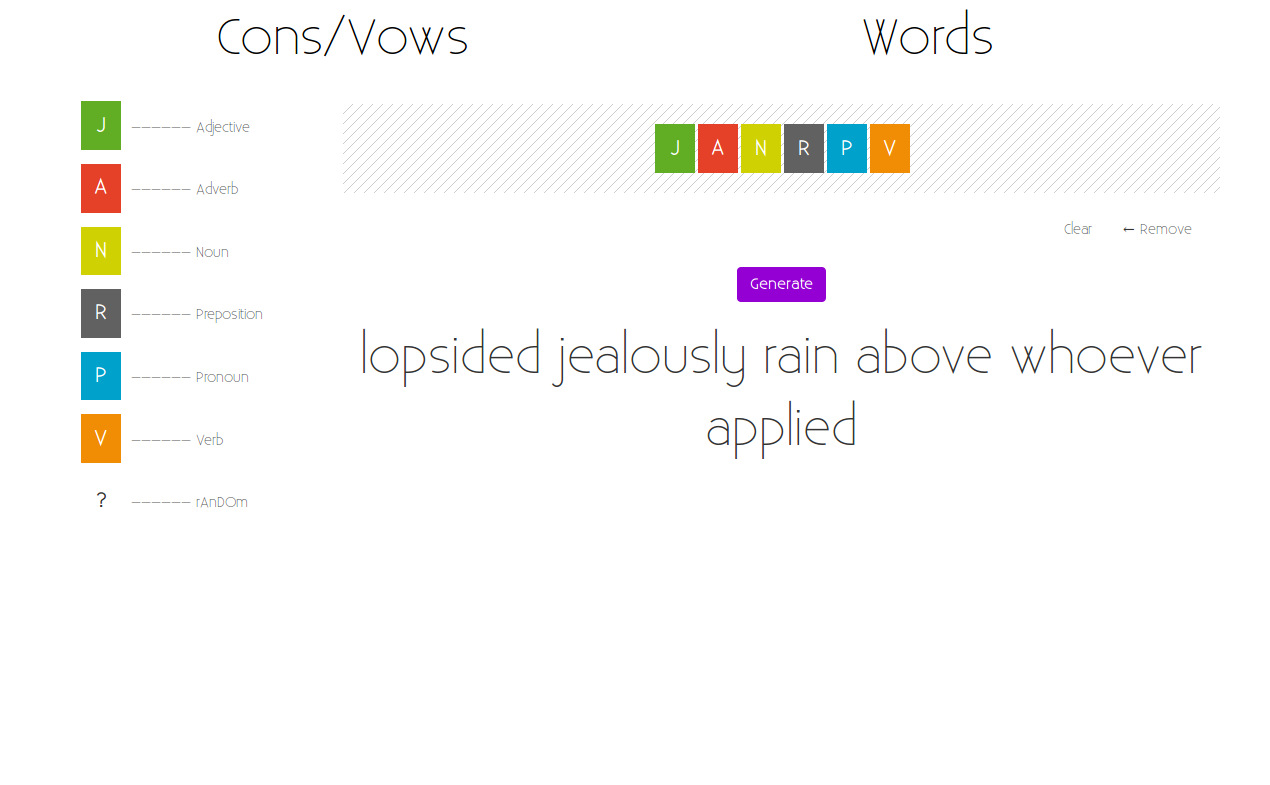 Cons/Vows Words
J ------ Adjective
A ------ Adverb
N ------ Noun
R ------ Preposition
P ------ Pronoun
V ------ Verb
? ------ rAnDOm
J A N R P V
Clear ← Remove
Generate
lopsided jealously rain above whoever
applied